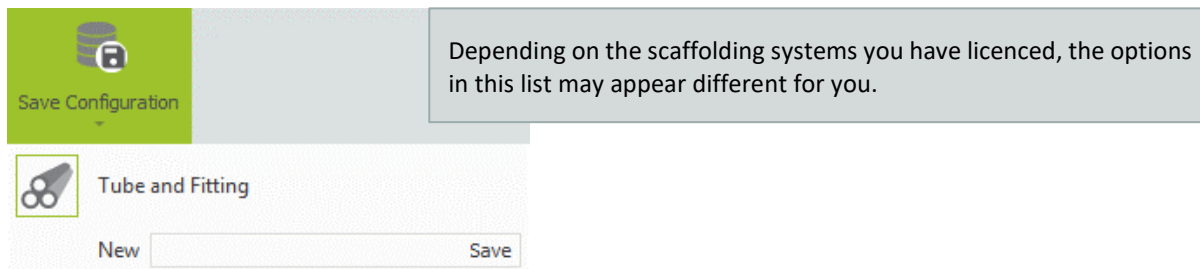 Save Configuration
Depending on the scaffolding systems you have licenced, the options
in this list may appear different for you.
Tube and Fitting
New Save